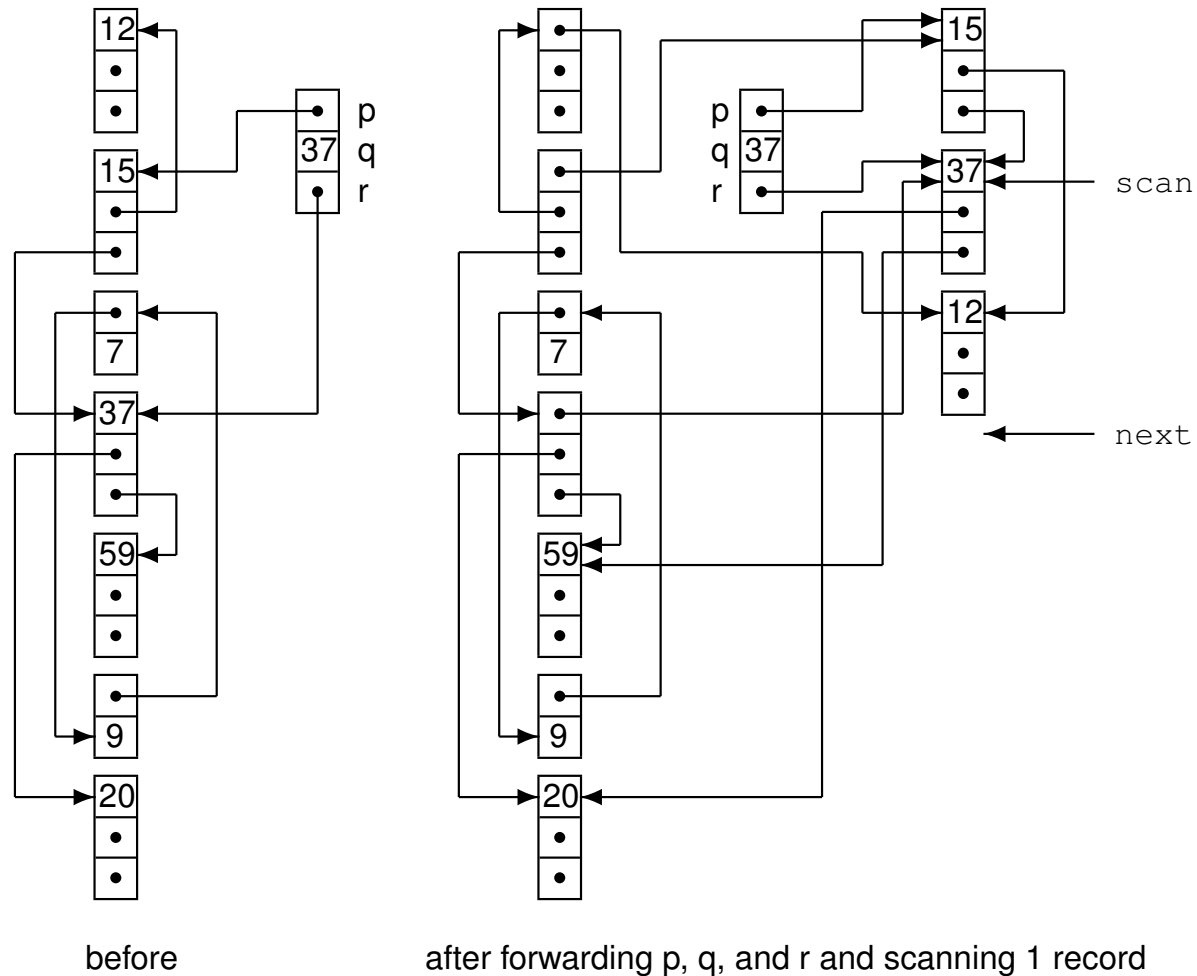 12
15
p
37 q
r
7
37
59
9
20
before
15
p
q 37
r
37
scan
12
7
next
59
9
20
after forwarding p, q, and r and scanning 1 record